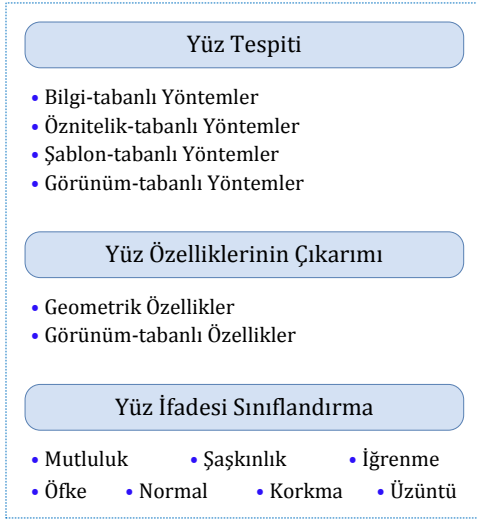 Yüz Tespiti
• Bilgi-tabanlı Yöntemler
• Öznitelik-tabanlı Yöntemler
• Şablon-tabanlı Yöntemler
• Görünüm-tabanlı Yöntemler
Yüz Özelliklerinin Çıkarımı
• Geometrik Özellikler
• Görünüm-tabanlı Özellikler
Yüz İfadesi Sınıflandırma
• Mutluluk • Şaşkınlık • İğrenme
• Öfke • Normal • Korkma • Üzüntü